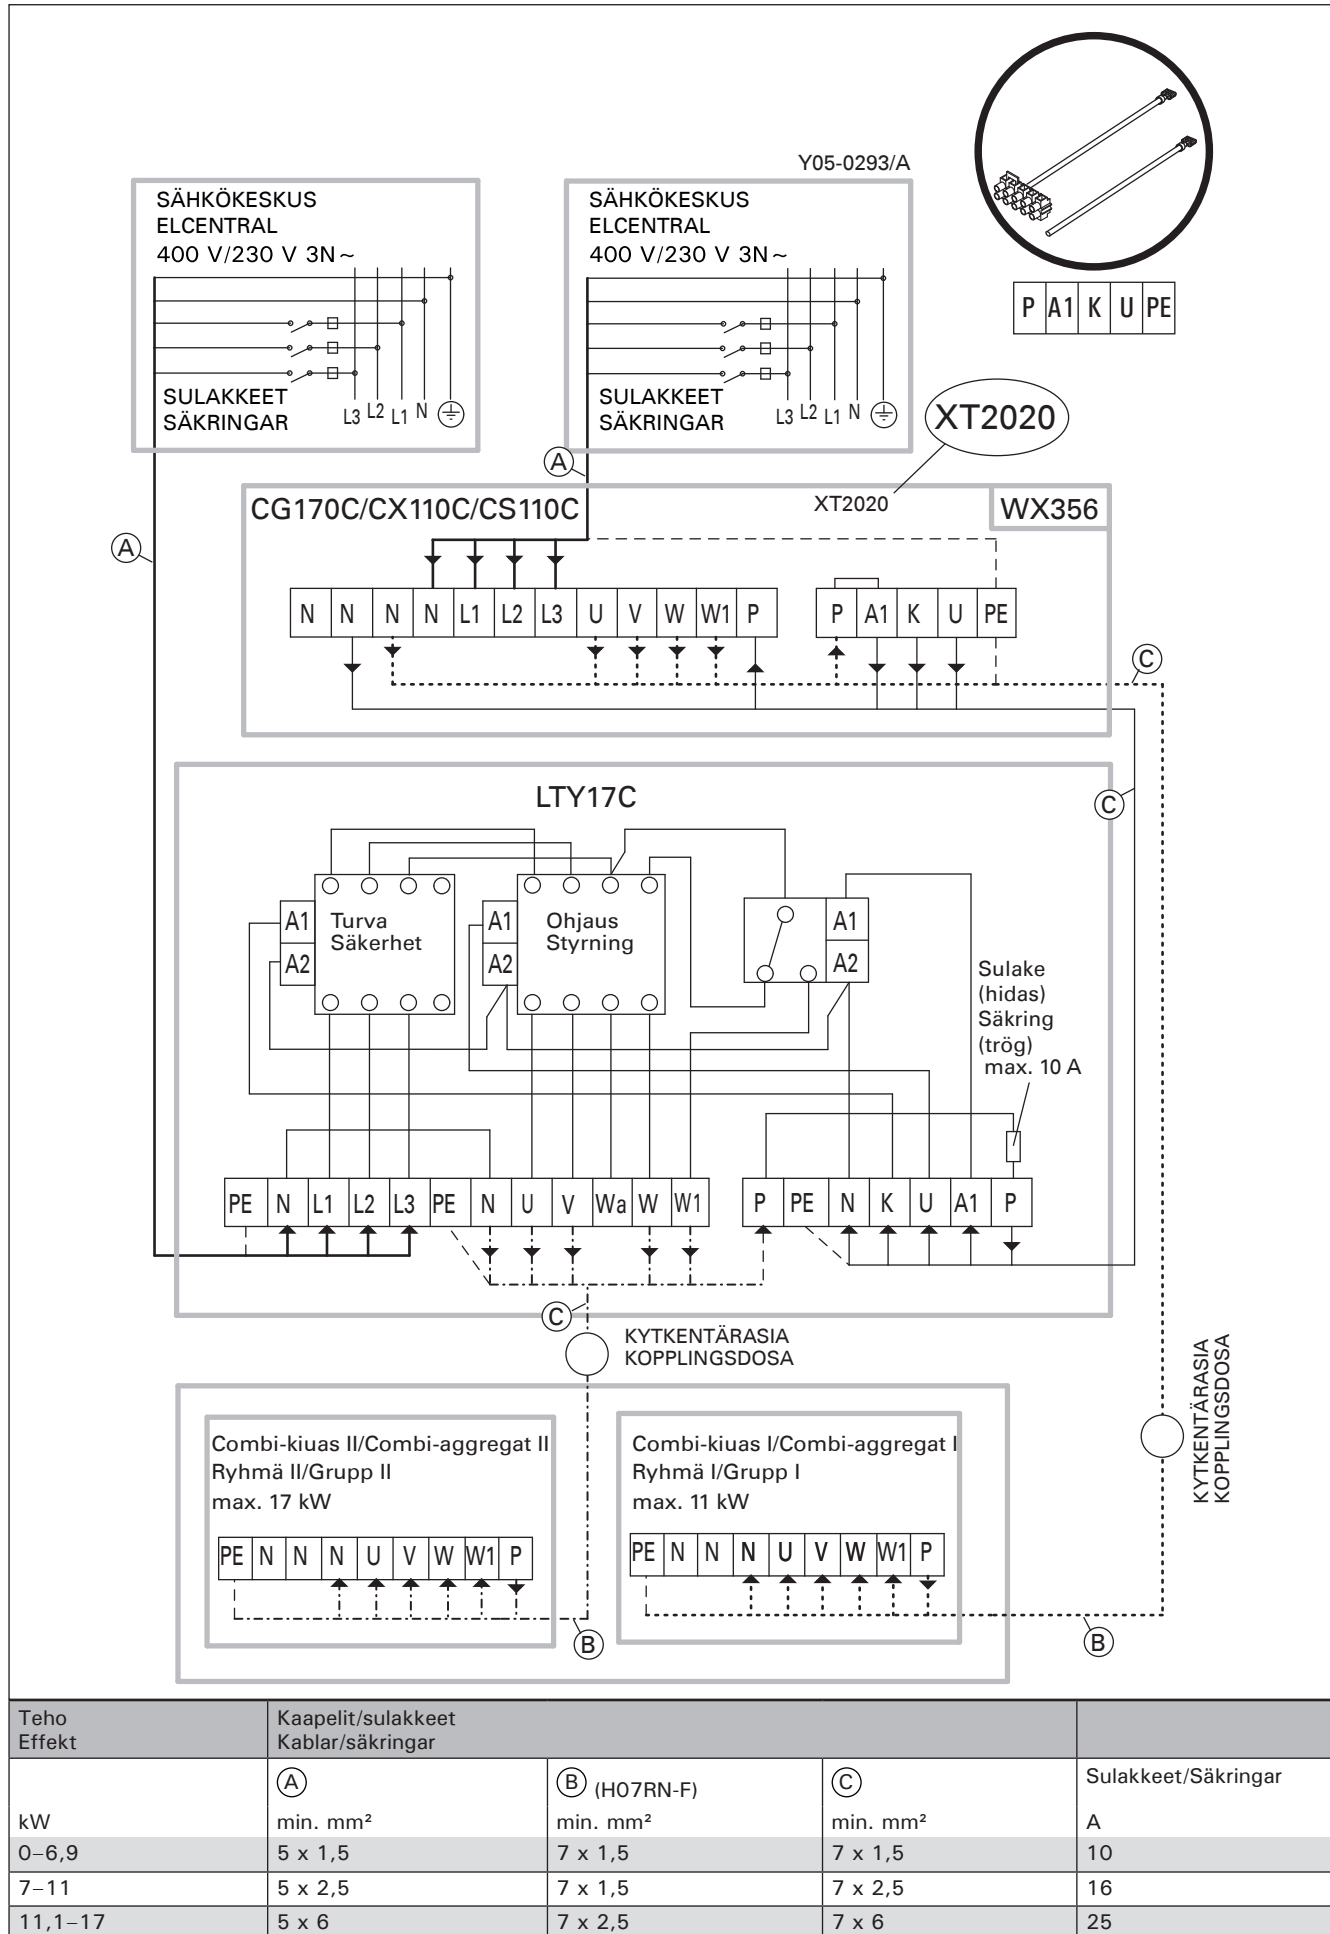 Y05-0293/A
SÄHKÖKESKUS
ELCENTRAL
400 V/230 V 3N~
SULAKKEET
SÄKRINGAR
L3 L2 L1 N
SÄHKÖKESKUS
ELCENTRAL
400 V/230 V 3N~
SULAKKEET
SÄKRINGAR
L3 L2 L1 N
P A1 K U PE
XT2020
A
A
CG170C/CX110C/CS110C
XT2020
WX356
N N N N L1 L2 L3 U V W W1 P
P A1 K U PE
C
LTY17C
C
A1
A2
Turva
Säkerhet
A1
A2
Ohjaus
Styrning
A1
A2
Sulake
(hidas)
Säkring
(trög)
max. 10 A
PE N L1 L2 L3 PE N U V Wa W W1
P PE N K U A1 P
C
KYTKENTÄRASIA
KOPPLINGSDOSA
KYTKENTÄRASIA
KOPPLINGSDOSA
Combi-kiuas II/Combi-aggregat II
Ryhmä II/Grupp II
max. 17 kW
PE N N N U V W W1 P
B
Combi-kiuas I/Combi-aggregat I
Ryhmä I/Grupp I
max. 11 kW
PE N N N U V W W1 P
B
Teho
Effekt
Kaapelit/sulakkeet
Kablar/säkringar
A B (H07RN-F) C Sulakkeet/Säkringar
kW min. mm² min. mm² min. mm² A
0–6,9 5 x 1,5 7 x 1,5 7 x 1,5 10
7–11 5 x 2,5 7 x 1,5 7 x 2,5 16
11,1–17 5 x 6 7 x 2,5 7 x 6 25